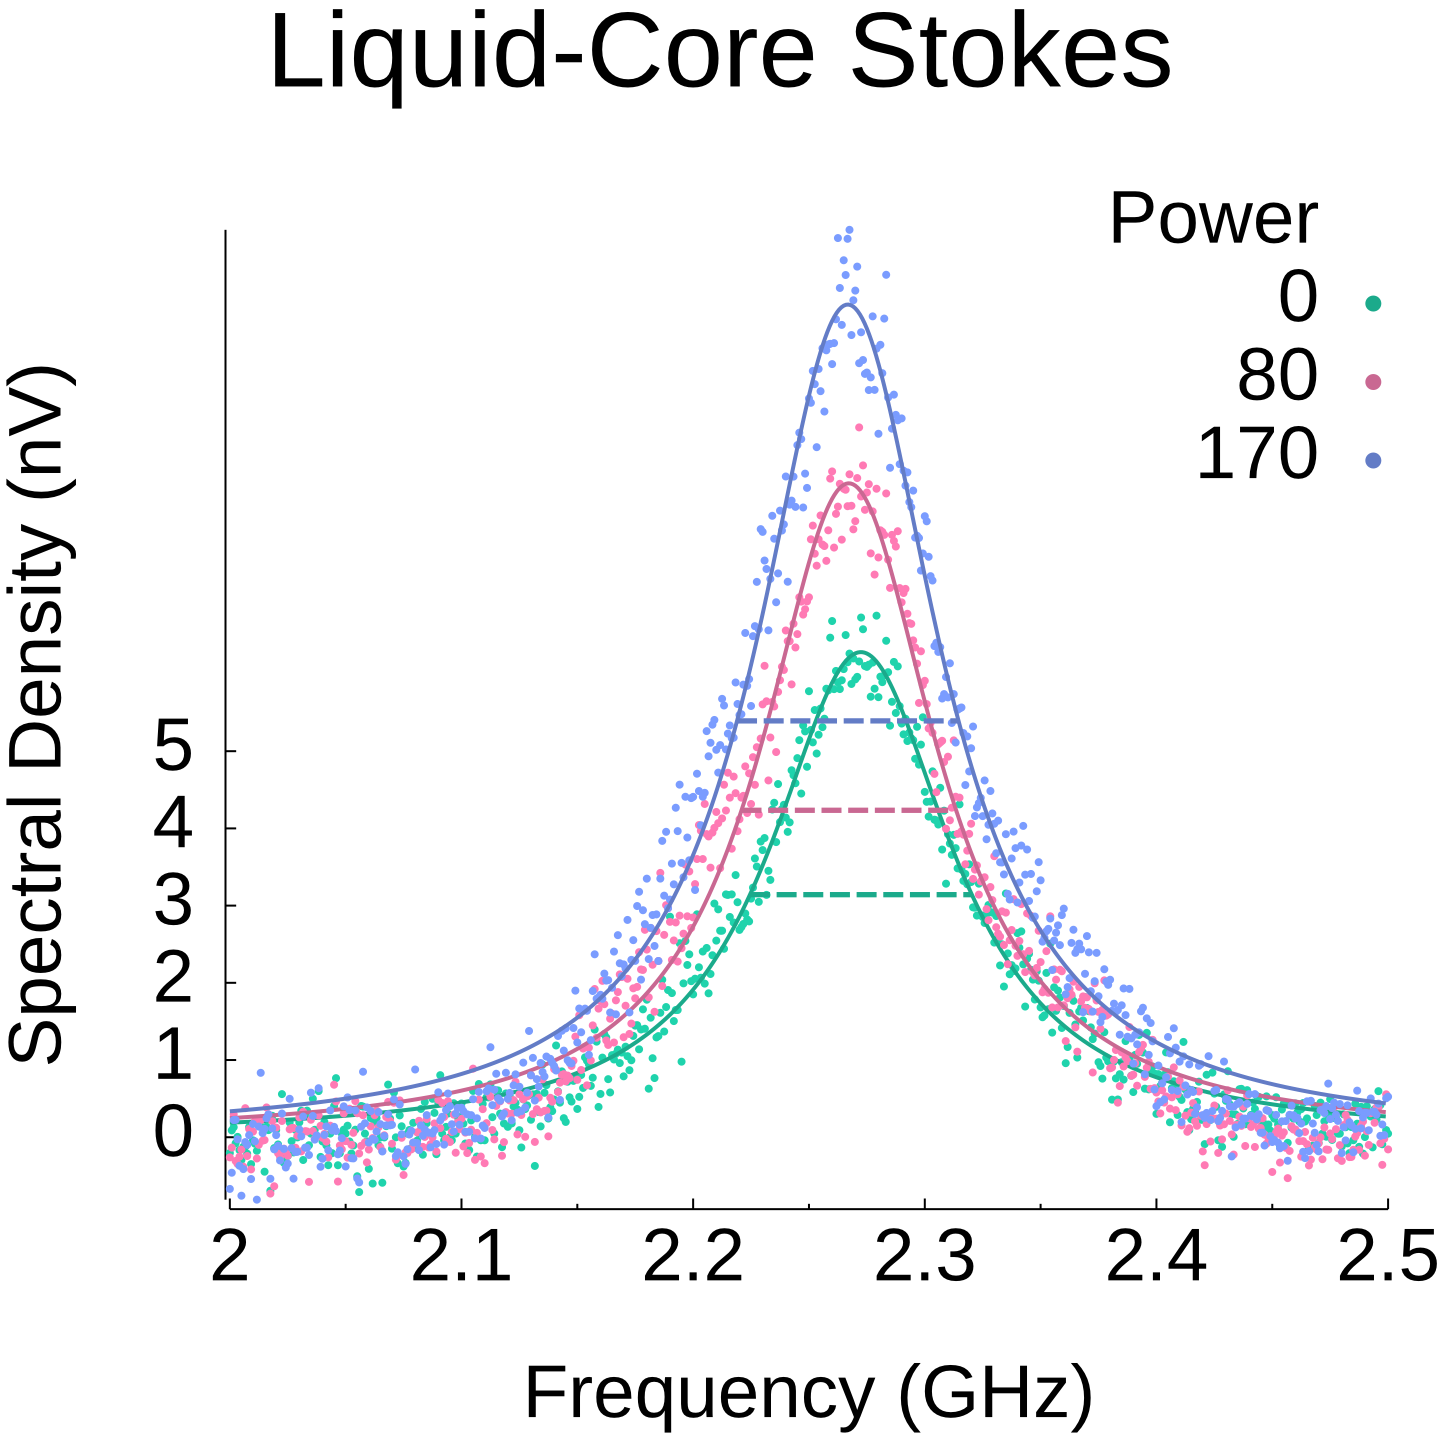 Liquid-Core Stokes
Power
0
80
170
Spectral Density (nV)
5
4
3
2
1
0
2 2.1 2.2 2.3 2.4 2.5
Frequency (GHz)